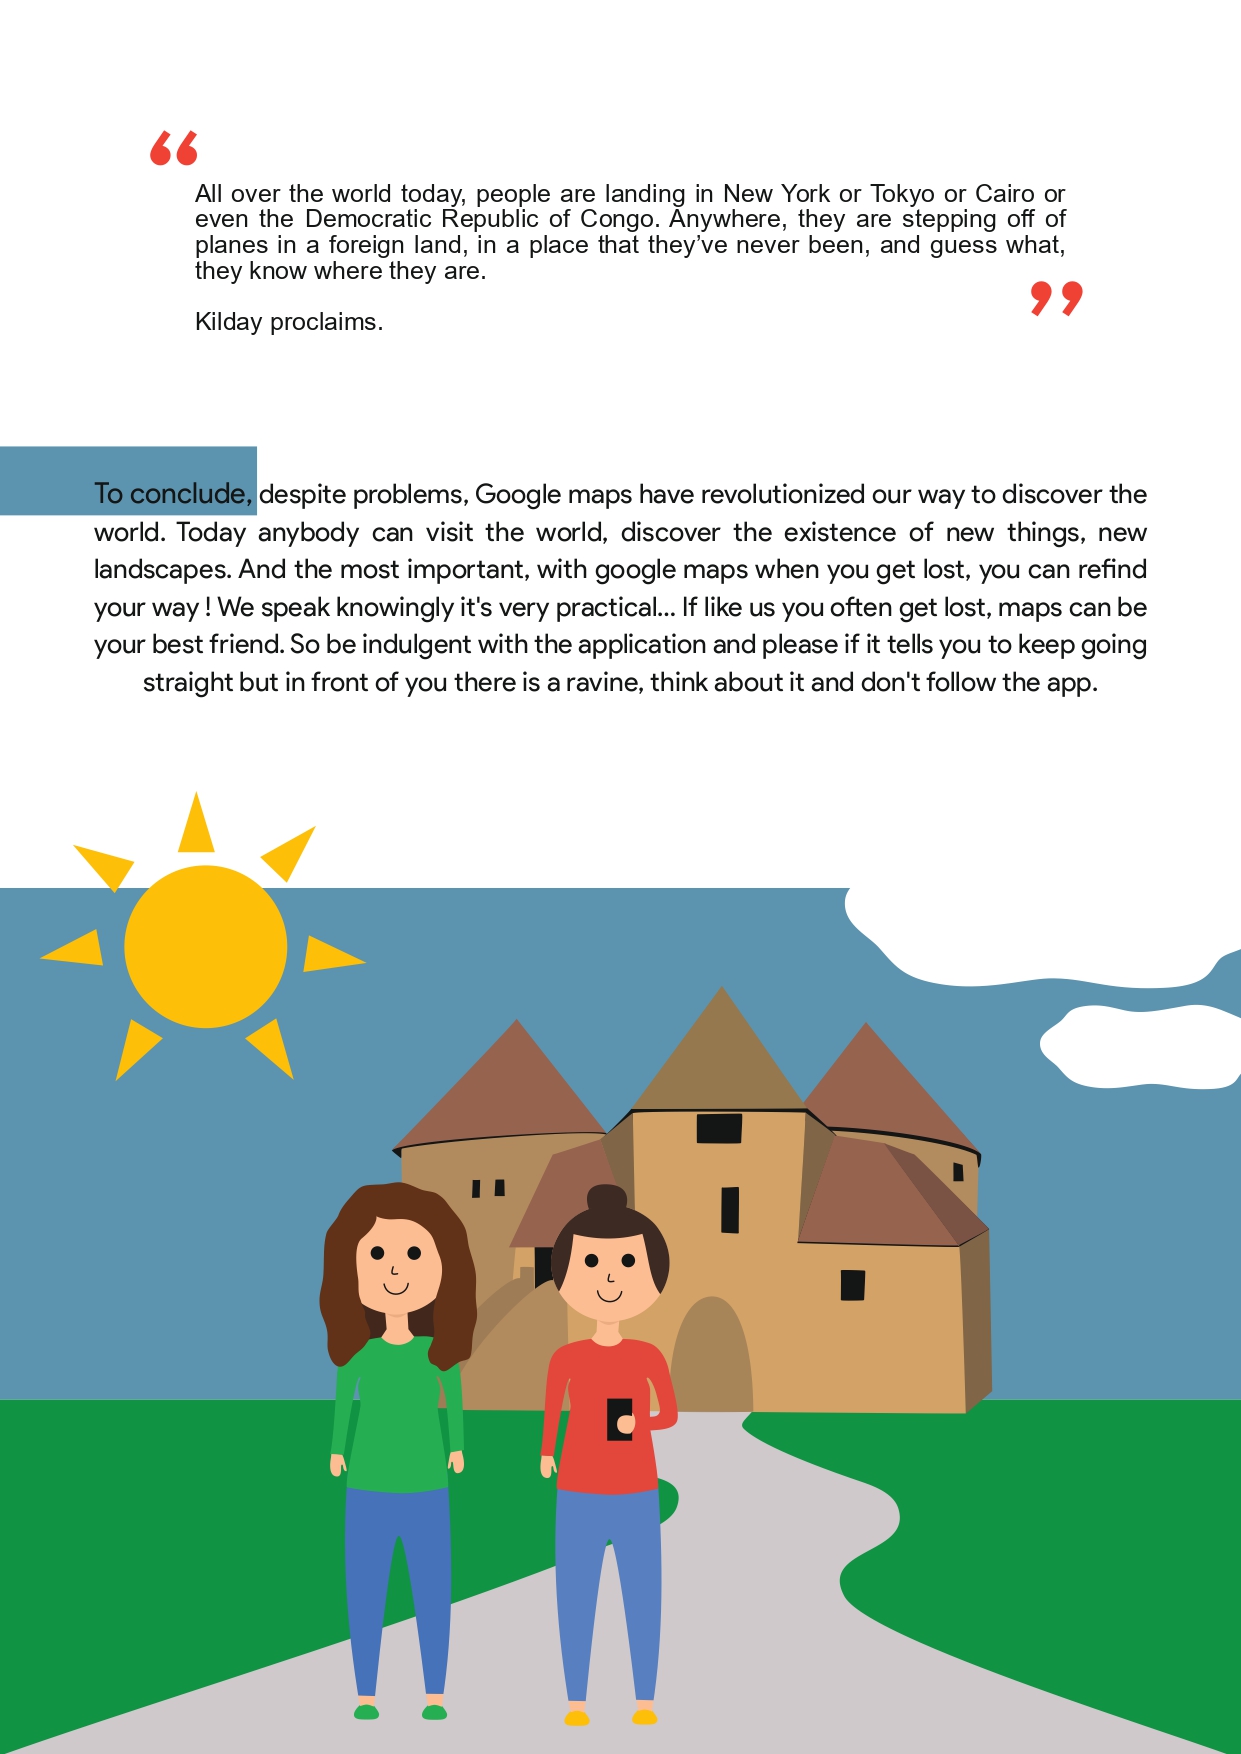 “
All over the world today, people are landing in New York or Tokyo or Cairo or
even the Democratic Republic of Congo. Anywhere, they are stepping off of
planes in a foreign land, in a place that they’ve never been, and guess what,
they know where they are.
”
Kilday proclaims.
To conclude, despite problems, Google maps have revolutionized our way to discover the
world. Today anybody can visit the world, discover the existence of new things, new
landscapes. And the most important, with google maps when you get lost, you can refind
your way ! We speak knowingly it's very practical... If like us you often get lost, maps can be
your best friend. So be indulgent with the application and please if it tells you to keep going
straight but in front of you there is a ravine, think about it and don't follow the app.